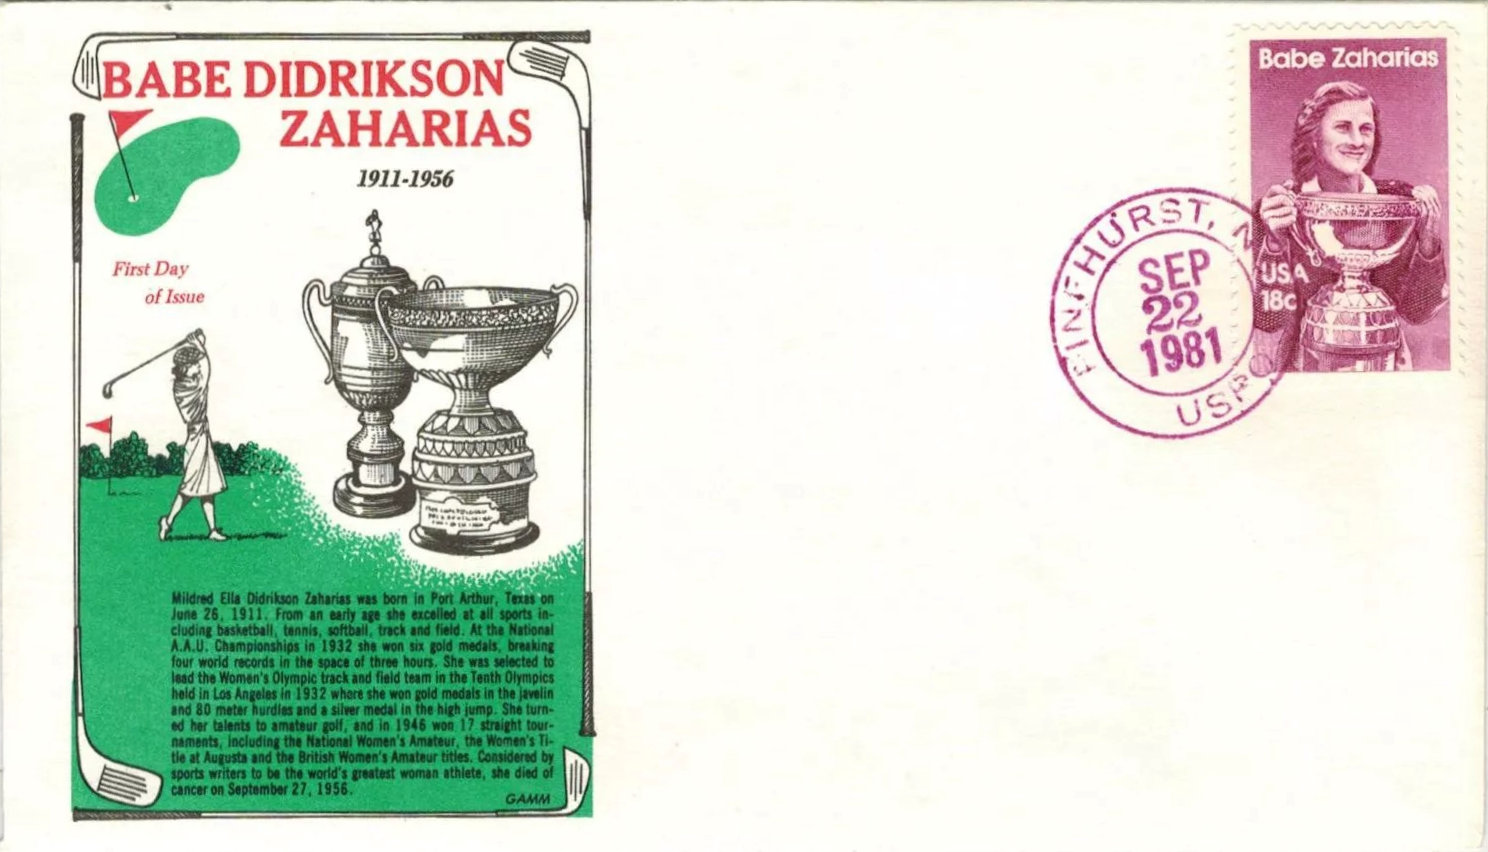 BABE DIDRIKSON
ZAHARIAS
1911-1956
First Day
of Issue
Mildred Ella Didrikson Zaharias was born in Port Arthur, Texas on
June 26, 1911. From an early age she excelled at all sports in-
cluding basketball, tennis, softball, track and field. At the National
A.A.U. Championships in 1932 she won six gold medals, breaking
four world records in the space of three hours. She was selected to
lead the Women's Olympic track and field team in the Tenth Olympics
held in Los Angeles in 1932 where she won gold medals in the javelin
and 80 meter hurdles and a silver medal in the high jump. She turn-
ed her talents to amateur golf, and in 1946 won 17 straight tour-
naments, including the National Women's Amateur, the Women's Ti-
tle at Augusta and the British Women's Amateur titles. Considered by
sports writers to be the world's greatest woman athlete, she died of
cancer on September 27, 1956.
GAMM
PINEHURST, N
SEP
22
1981
USPO
Babe Zaharias
USA
18c